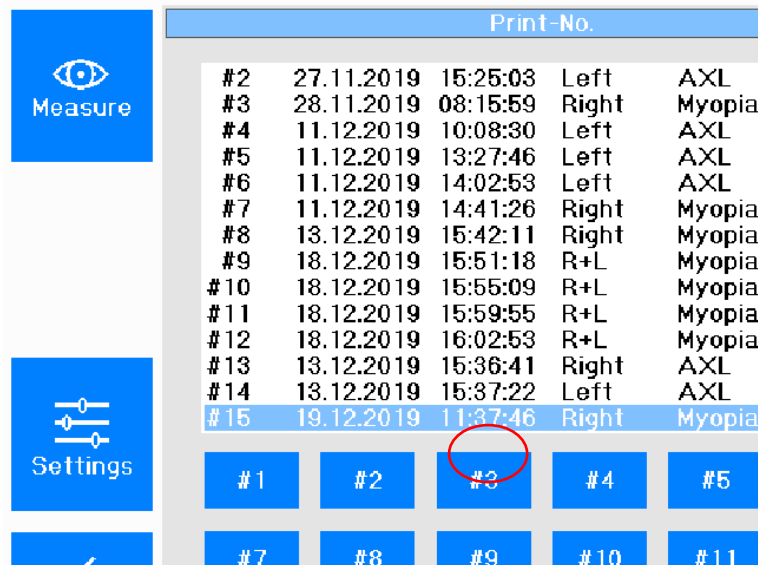 Print-No.
Measure
#2 27.11.2019 15:25:03 Left AXL
#3 28.11.2019 08:15:59 Right Myopia
#4 11.12.2019 10:08:30 Left AXL
#5 11.12.2019 13:27:46 Left AXL
#6 11.12.2019 14:02:53 Left AXL
#7 11.12.2019 14:41:26 Right Myopia
#8 13.12.2019 15:42:11 Right Myopia
#9 18.12.2019 15:51:18 R+L Myopia
#10 18.12.2019 15:55:09 R+L Myopia
#11 18.12.2019 15:59:55 R+L Myopia
#12 18.12.2019 16:02:53 R+L Myopia
#13 13.12.2019 15:36:41 Right AXL
#14 13.12.2019 15:37:22 Left AXL
#15 19.12.2019 11:37:46 Right Myopia
Settings
#1 #2 #3 #4 #5
#7 #8 #9 #10 #11